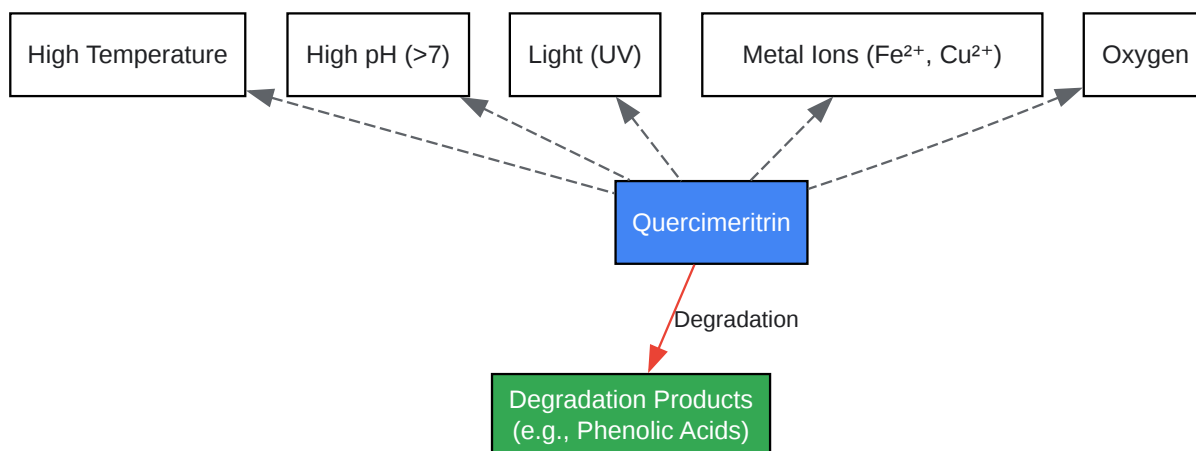 High Temperature
High pH (>7)
Light (UV)
Metal Ions (Fe²⁺, Cu²⁺)
Oxygen
Quercimeritrin
Degradation
Degradation Products
(e.g., Phenolic Acids)